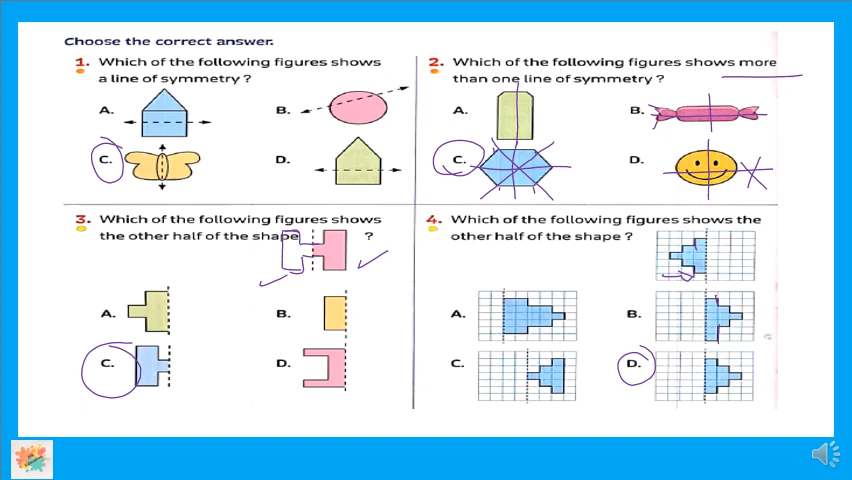 Choose the correct answer.
1. Which of the following figures shows
a line of symmetry ?
A.
B.
C.
D.
2. Which of the following figures shows more
than one line of symmetry ?
A.
B.
C.
D.
3. Which of the following figures shows
the other half of the shape ?
A.
B.
C.
D.
4. Which of the following figures shows the
other half of the shape ?
A.
B.
C.
D.